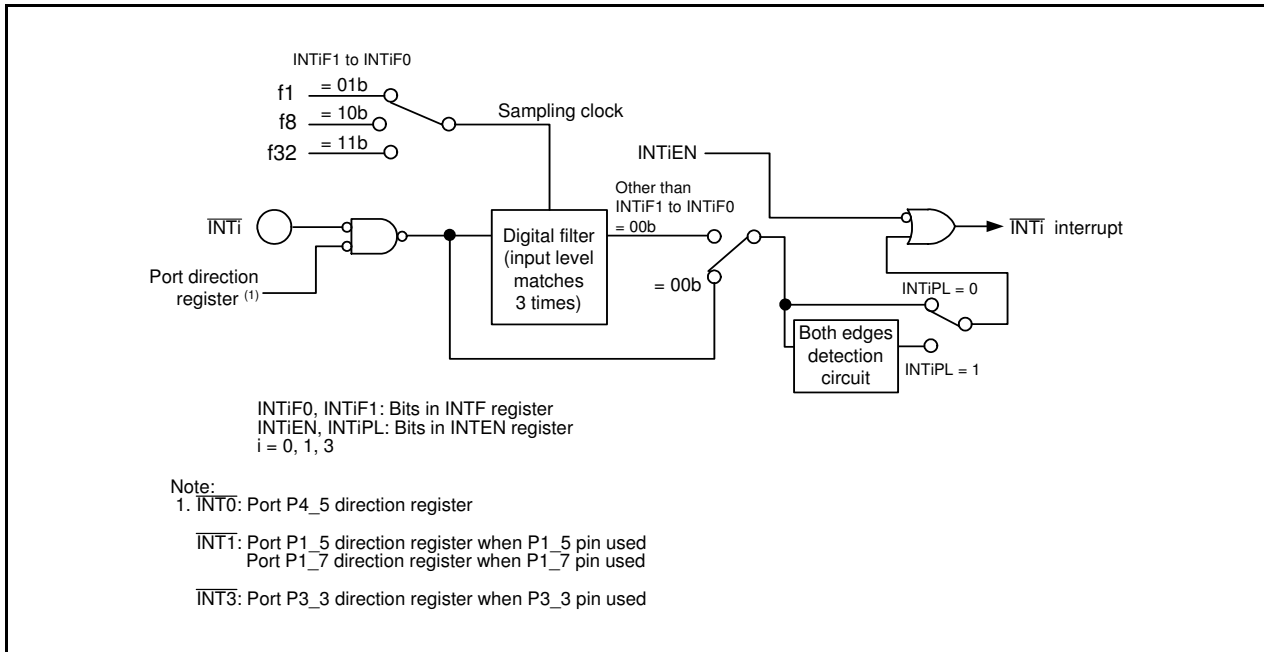 INTiF1 to INTiF0
f1
= 01b
f8
= 10b
f32
= 11b
Sampling clock
INTiEN
INTi
Port direction
register (1)
Digital filter
(input level
matches
3 times)
Other than
INTiF1 to INTiF0
= 00b
= 00b
INTi interrupt
INTiPL = 0
Both edges
detection
circuit
INTiPL = 1
INTiF0, INTiF1: Bits in INTF register
INTiEN, INTiPL: Bits in INTEN register
i = 0, 1, 3
Note:
1. INT0: Port P4_5 direction register
INT1: Port P1_5 direction register when P1_5 pin used
Port P1_7 direction register when P1_7 pin used
INT3: Port P3_3 direction register when P3_3 pin used